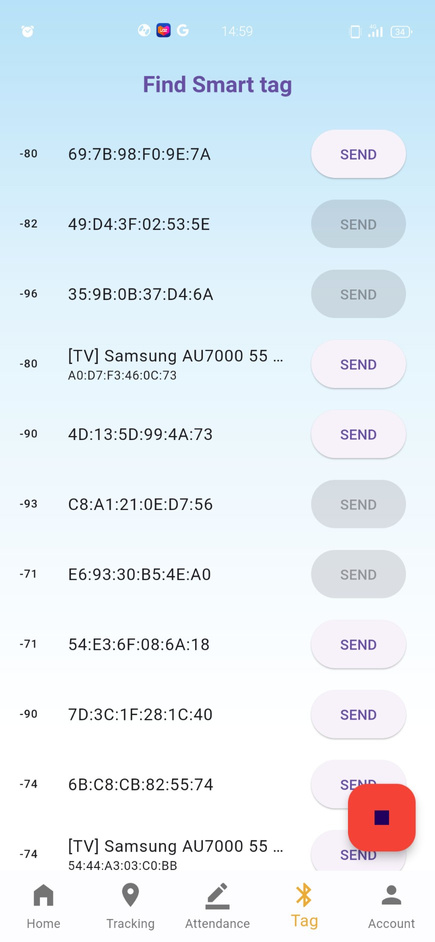 14:59
34
Find Smart tag
-80
69:7B:98:F0:9E:7A
SEND
-82
49:D4:3F:02:53:5E
SEND
-96
35:9B:0B:37:D4:6A
SEND
-80
[TV] Samsung AU7000 55 ...
A0:D7:F3:46:0C:73
SEND
-90
4D:13:5D:99:4A:73
SEND
-93
C8:A1:21:0E:D7:56
SEND
-71
E6:93:30:B5:4E:A0
SEND
-71
54:E3:6F:08:6A:18
SEND
-90
7D:3C:1F:28:1C:40
SEND
-74
6B:C8:CB:82:55:74
SEND
-74
[TV] Samsung AU7000 55 ...
54:44:A3:03:C0:BB
SEND
Home
Tracking
Attendance
Tag
Account